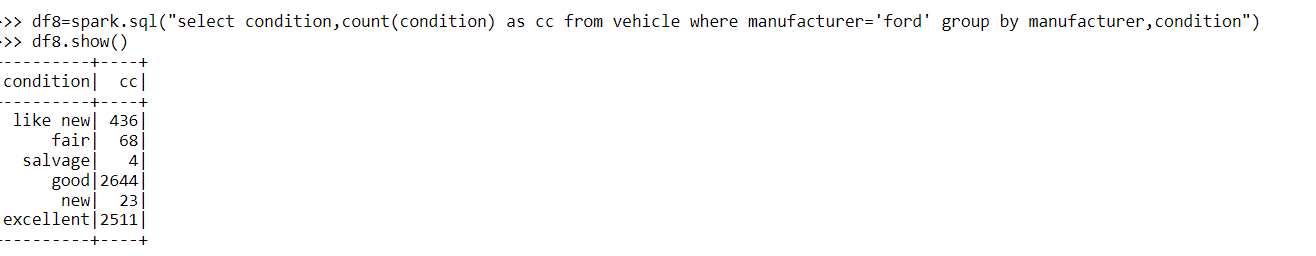 >> df8=spark.sql("select condition,count(condition) as cc from vehicle where manufacturer='ford' group by manufacturer,condition")
>> df8.show()
----------+----+
condition|  cc|
----------+----+
 like new| 436|
     fair|  68|
  salvage|   4|
     good|2644|
      new|  23|
excellent|2511|
----------+----+